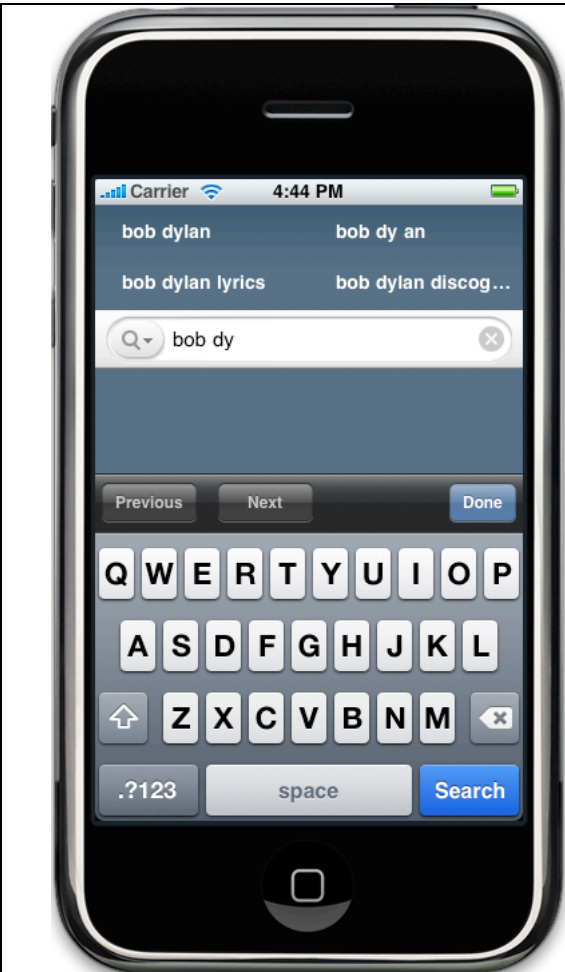 Carrier 4:44 PM
bob dylan bob dy an
bob dylan lyrics bob dylan discog...
bob dy
Previous Next Done
Q W E R T Y U I O P
A S D F G H J K L
Z X C V B N M
.?123 space Search